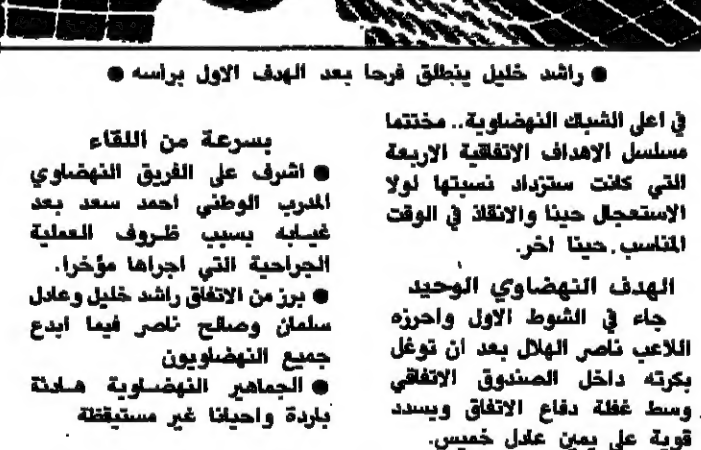 ● راشد خليل ينطلق فرحا بعد الهدف الاول برأسه ●
في اعلى الشباك النهضاوية.. مختتما
مسلسل الاهداف الاتفاقية الاربعة
التي كانت ستزداد نسبتها لولا
الاستعجال حينا والانقاذ في الوقت
المناسب.حينا اخر.
الهدف النهضاوي الوحيد
جاء في الشوط الاول واحرزه
اللاعب ناصر الهلال بعد ان توغل
بكرته داخل الصندوق الاتفاقي
وسط غفلة دفاع الاتفاق ويسدد
قوية على يمين عادل خميس.
بسرعة من اللقاء
● اشرف على الفريق النهضاوي
المدرب الوطني احمد سعد بعد
غيابه بسبب ظروف العملية
الجراحية التي اجراها مؤخرا.
● برز من الاتفاق راشد خليل وعادل
سلمان وصالح ناصر فيما ابدع
جميع النهضاويون
● الجماهير النهضاوية هادئة
باردة واحيانا غير مستيقظة